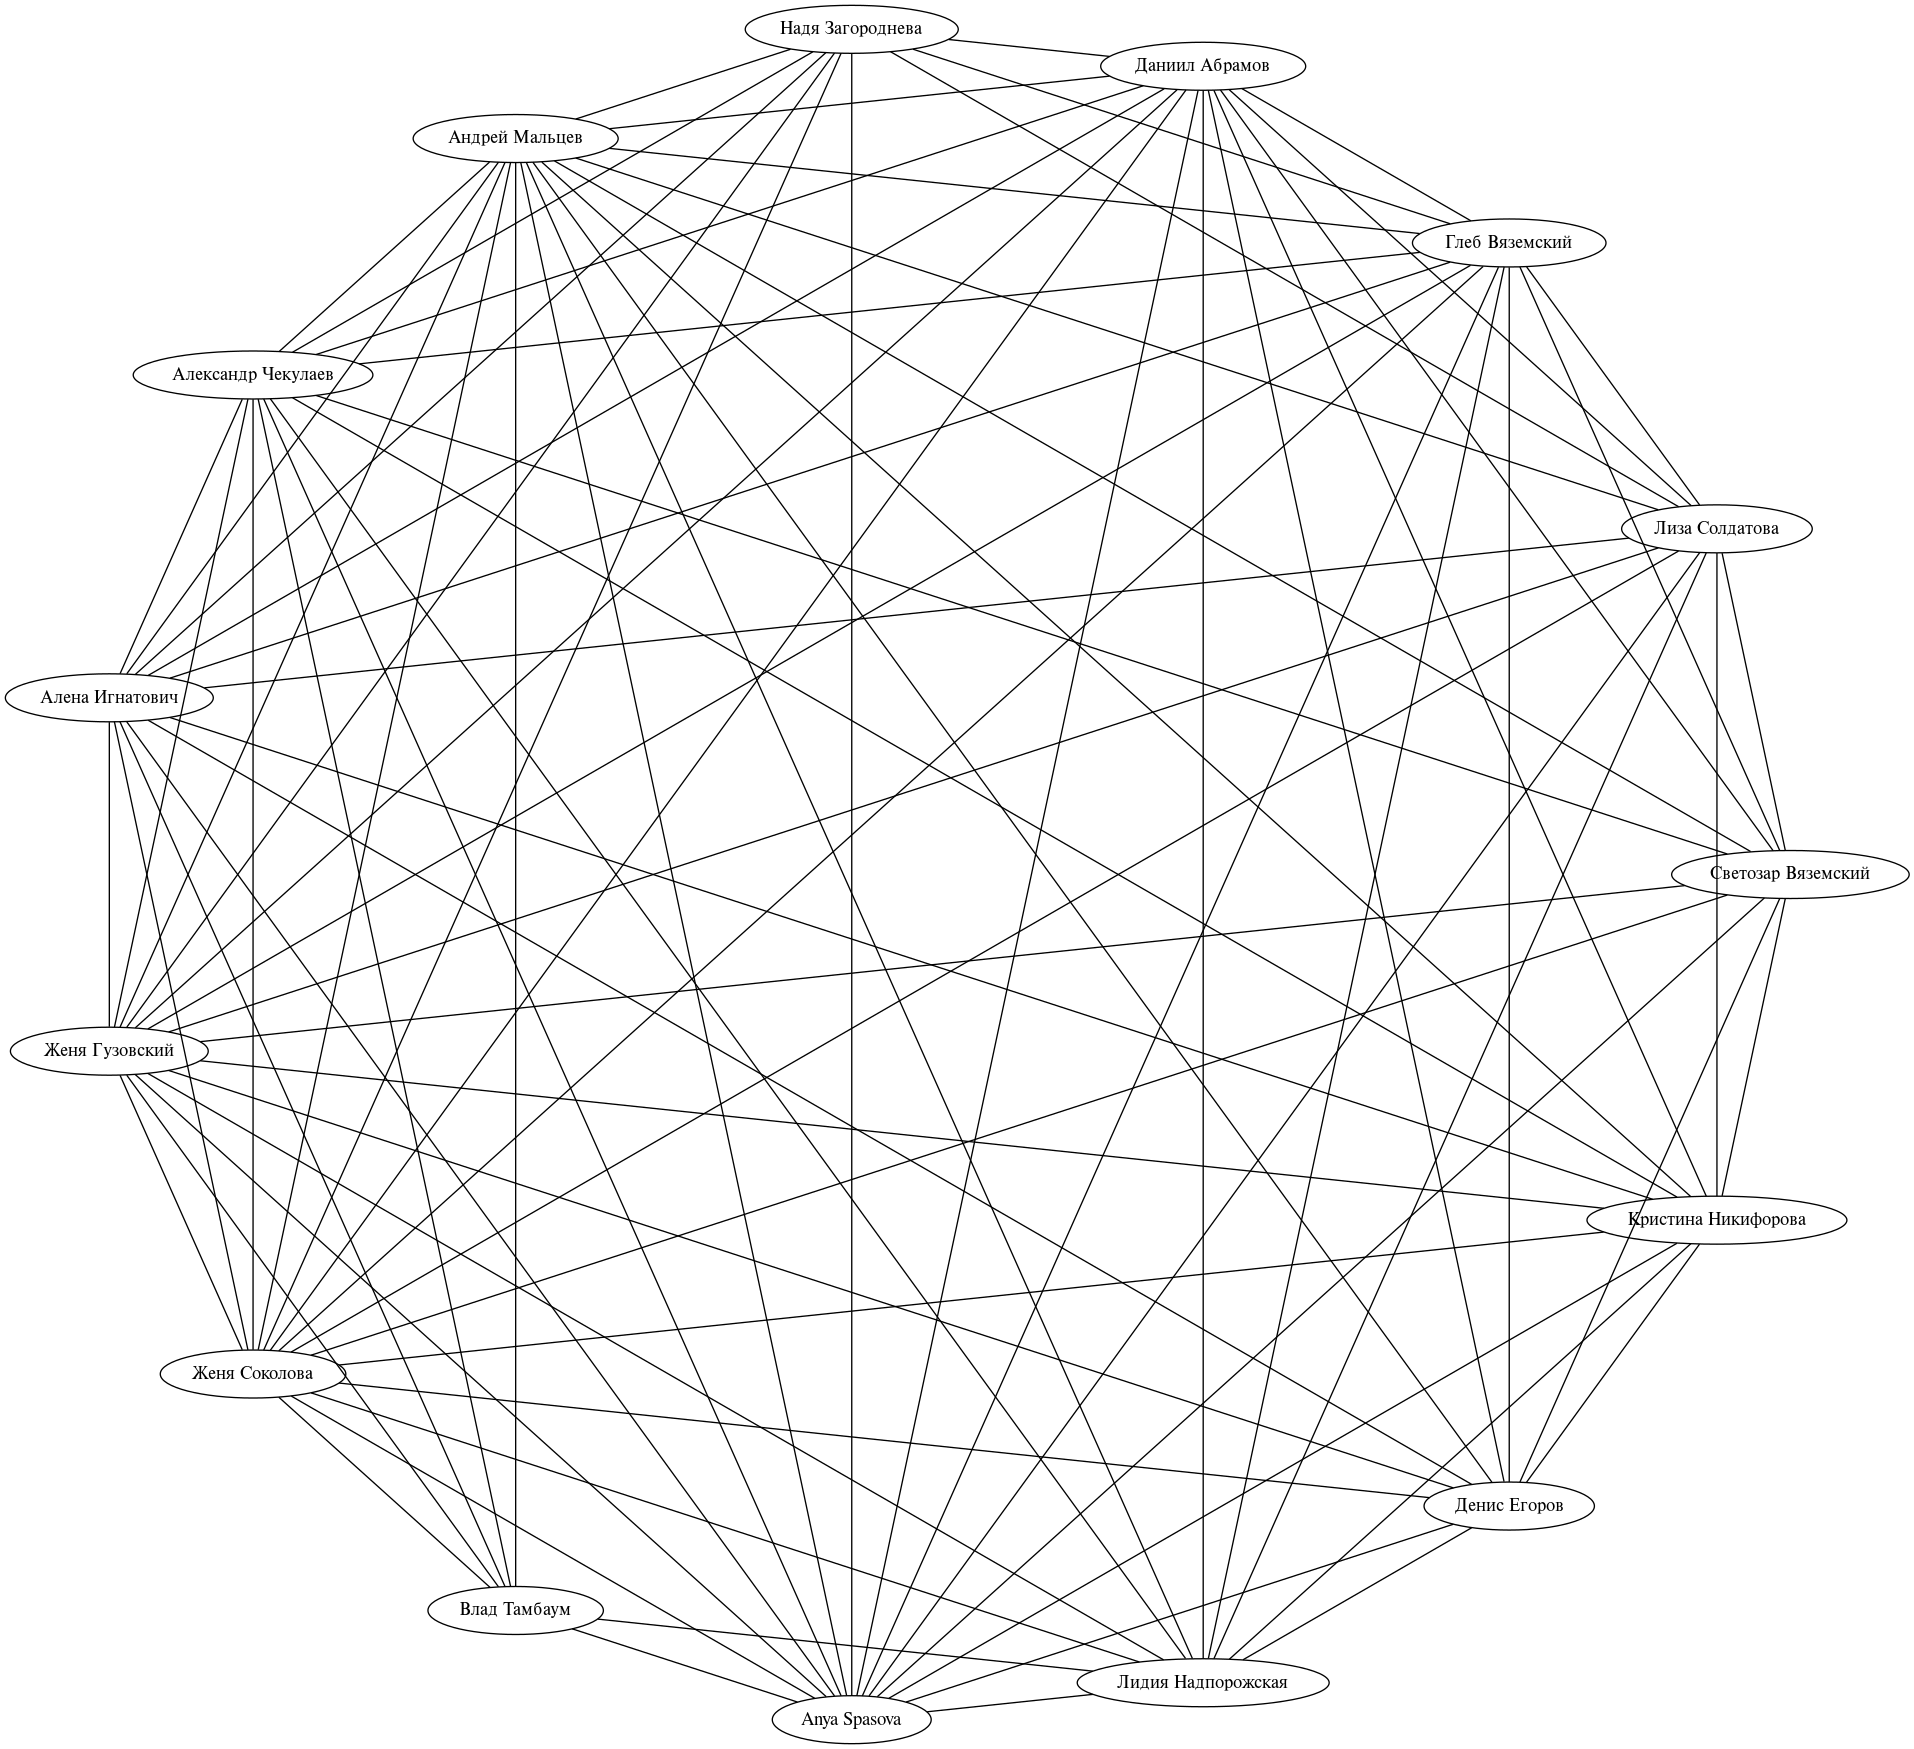 Надя Загороднева
Даниил Абрамов
Андрей Мальцев
Глеб Вяземский
Александр Чекулаев
Лиза Солдатова
Алена Игнатович
Светозар Вяземский
Женя Гузовский
Кристина Никифорова
Женя Соколова
Денис Егоров
Влад Тамбаум
Лидия Надпорожская
Anya Spasova